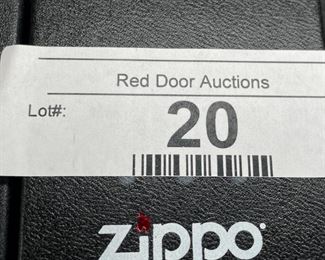 Red Door Auctions
Lot#:
20
zippo